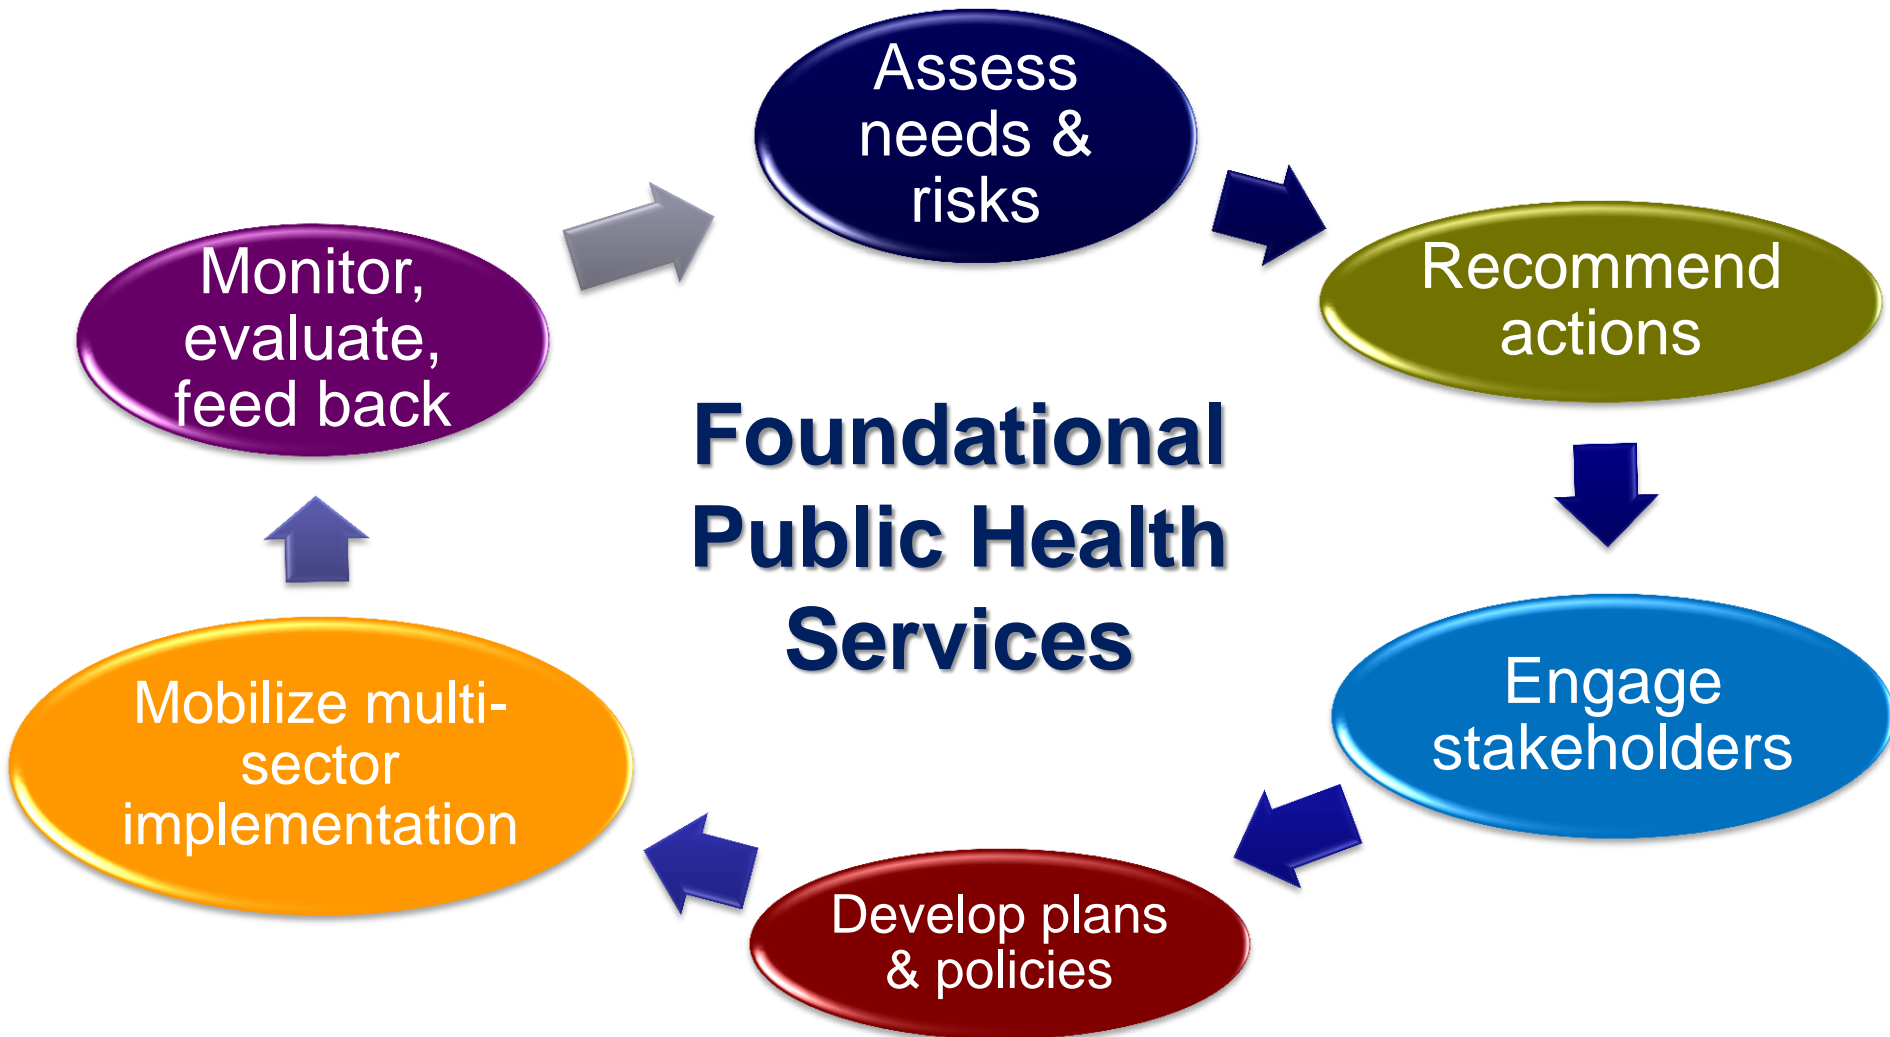 Assess
needs &
risks
Recommend
actions
Engage
stakeholders
Develop plans
& policies
Mobilize multi-
sector
implementation
Monitor,
evaluate,
feed back
Foundational
Public Health
Services